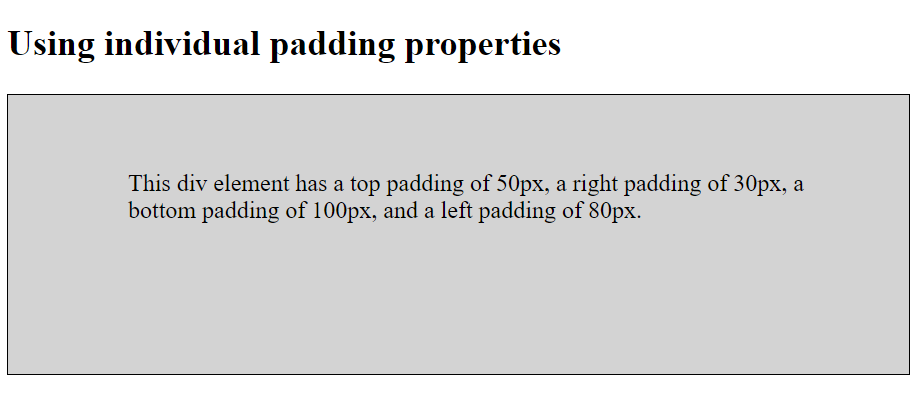 Using individual padding properties
This div element has a top padding of 50px, a right padding of 30px, a
bottom padding of 100px, and a left padding of 80px.